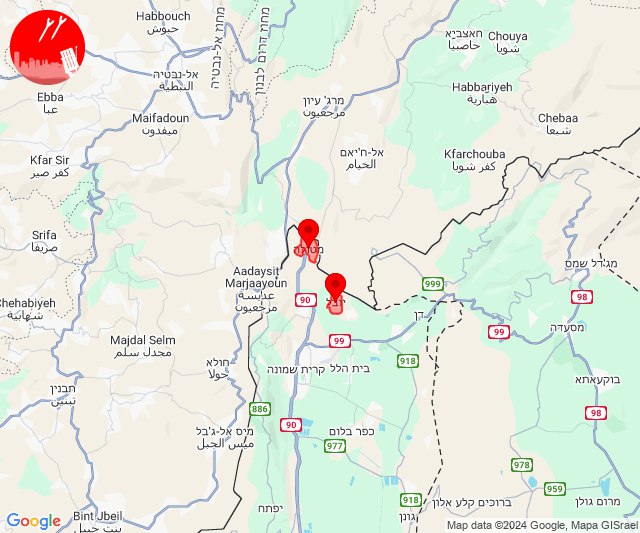 Habbouch
حبوش
מחוז אל-נבטיה
מחוז דרום לבנון
אל-נבטיה
النبطية
חאצביא
حاصبيا
Chouya
شويا
Habbariyeh
هبارية
Ebba
عبا
Maifadoun
ميفدون
מרג' עיון
مرجعيون
Chebaa
شبعا
אל-ח'יאם
الخيام
Kfarchouba
كفر شوبا
Kfar Sir
كفر صير
Srifa
صريفا
מטולה
Aadaysit
Marjaayoun
عديسة
مرجعيون
מג'דל שמס
999
98
90
יובל
Chehabiyeh
شهابية
דן
99
99
מסעדה
Majdal Selm
مجدل سلم
חולא
حولا
קרית שמונה
בית הלל
918
בוקעאתא
תבנין
تبنين
886
98
90
מיס אל-ג'בל
ميس الجبل
כפר בלום
977
978
959
918
Bint Jbeil
بنت جبيل
יפתח
גונן
ברוכים קלע אלון
מרום גולן
Google
Map data ©2024 Google, Mapa GISrael